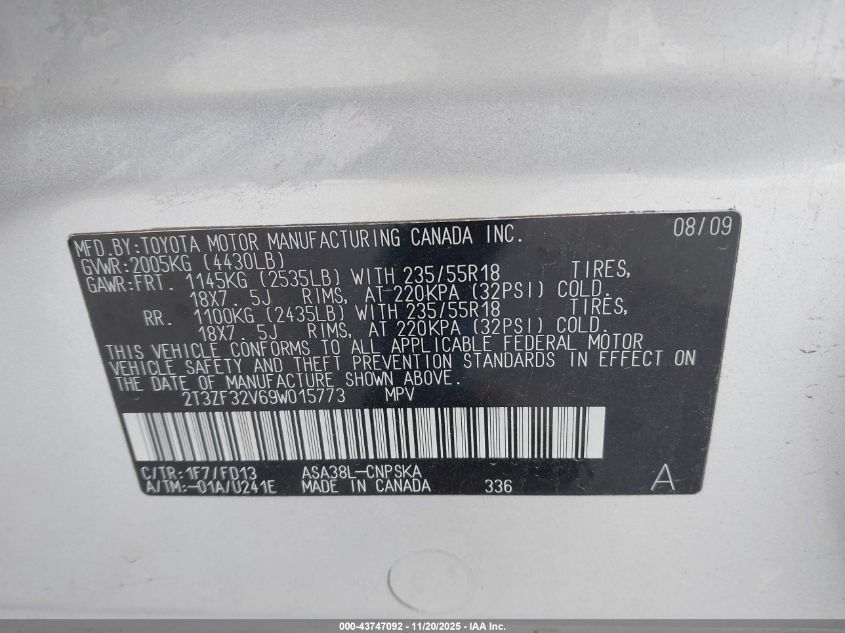 MFD.BY:TOYOTA MOTOR MANUFACTURING CANADA INC. 08/09
GVWR:2005KG (4430LB)
GAWR:FRT. 1145KG (2535LB) WITH 235/55R18 TIRES,
18X7.5J RIMS, AT 220KPA (32PSI) COLD.
RR. 1100KG (2435LB) WITH 235/55R18 TIRES,
18X7.5J RIMS, AT 220KPA (32PSI) COLD.
THIS VEHICLE CONFORMS TO ALL APPLICABLE FEDERAL MOTOR
VEHICLE SAFETY AND THEFT PREVENTION STANDARDS IN EFFECT ON
THE DATE OF MANUFACTURE SHOWN ABOVE.
2T3ZF32V69W015773 MPV
C/TR:1F7/FD13 ASA38L-CNPSKA
A/TM:-01A/U241E MADE IN CANADA 336 A
000-43747092 - 11/20/2025 - IAA Inc.